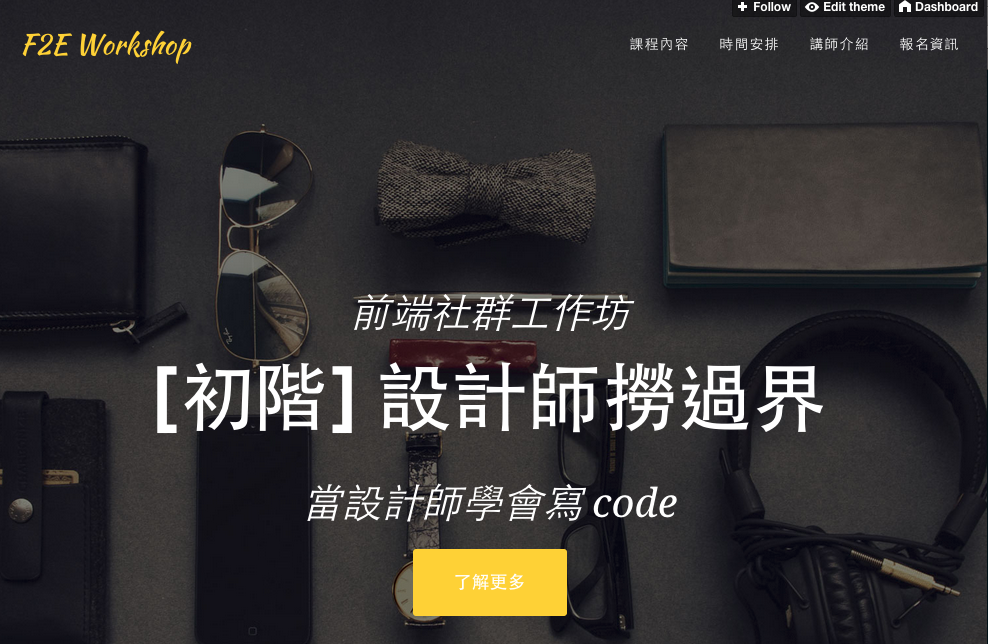 Follow
Edit theme
Dashboard
F2E Workshop
課程內容
時間安排
講師介紹
報名資訊
前端社群工作坊
[初階] 設計師撈過界
當設計師學會寫 code
了解更多